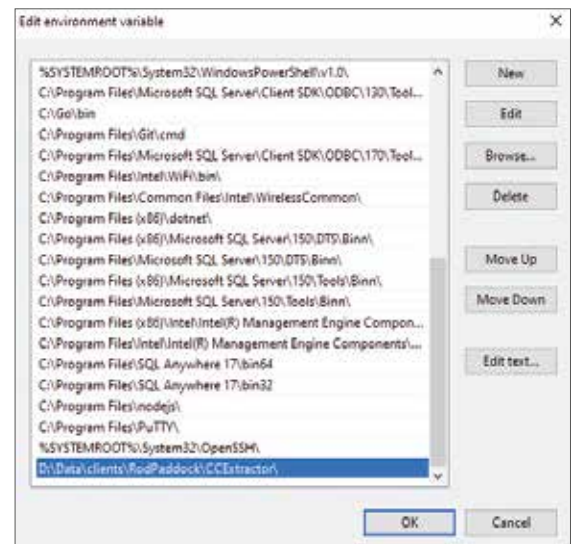 Edit environment variable
%SYSTEMROOT%\System32\WindowsPowerShell\v1.0\
C:\Program Files\Microsoft SQL Server\Client SDK\ODBC\130\Tool...
C:\Go\bin
C:\Program Files\Git\cmd
C:\Program Files\Microsoft SQL Server\Client SDK\ODBC\170\Tool...
C:\Program Files\Intel\WiFi\bin\
C:\Program Files\Common Files\Intel\WirelessCommon\
C:\Program Files (x86)\dotnet\
C:\Program Files (x86)\Microsoft SQL Server\150\DTS\Binn\
C:\Program Files\Microsoft SQL Server\150\DTS\Binn\
C:\Program Files (x86)\Microsoft SQL Server\150\Tools\Binn\
C:\Program Files\Microsoft SQL Server\150\Tools\Binn\
C:\Program Files (x86)\Intel\Intel(R) Management Engine Compon...
C:\Program Files\Intel\Intel(R) Management Engine Components\...
C:\Program Files\SQL Anywhere 17\bin64
C:\Program Files\SQL Anywhere 17\bin32
C:\Program Files\nodejs\
C:\Program Files\PuTTY\
%SYSTEMROOT%\System32\OpenSSH\
D:\Data\clients\RodPaddock\CCExtractor\
New
Edit
Browse...
Delete
Move Up
Move Down
Edit text...
OK
Cancel